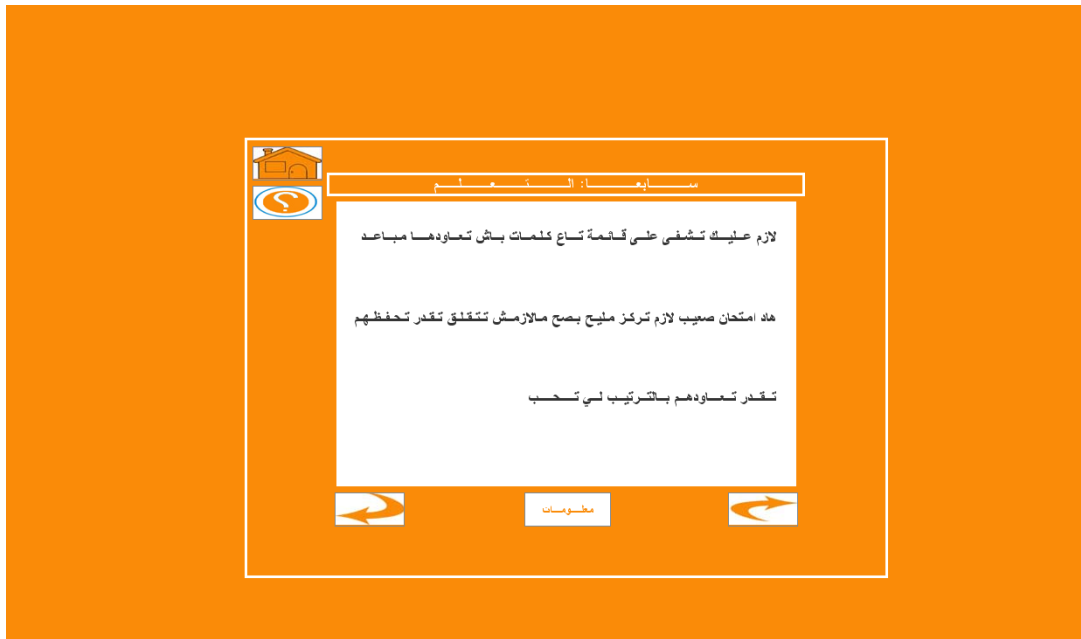 سابعا: التعلم
لازم عليك تشفى على قائمة تاع كلمات باش تعاودها مباعد
هاد امتحان صعيب لازم تركز مليح بصح مالازمش تتقلق تقدر تحفظهم
تقدر تعاودهم بالترتيب لي تحب
معلومات
؟